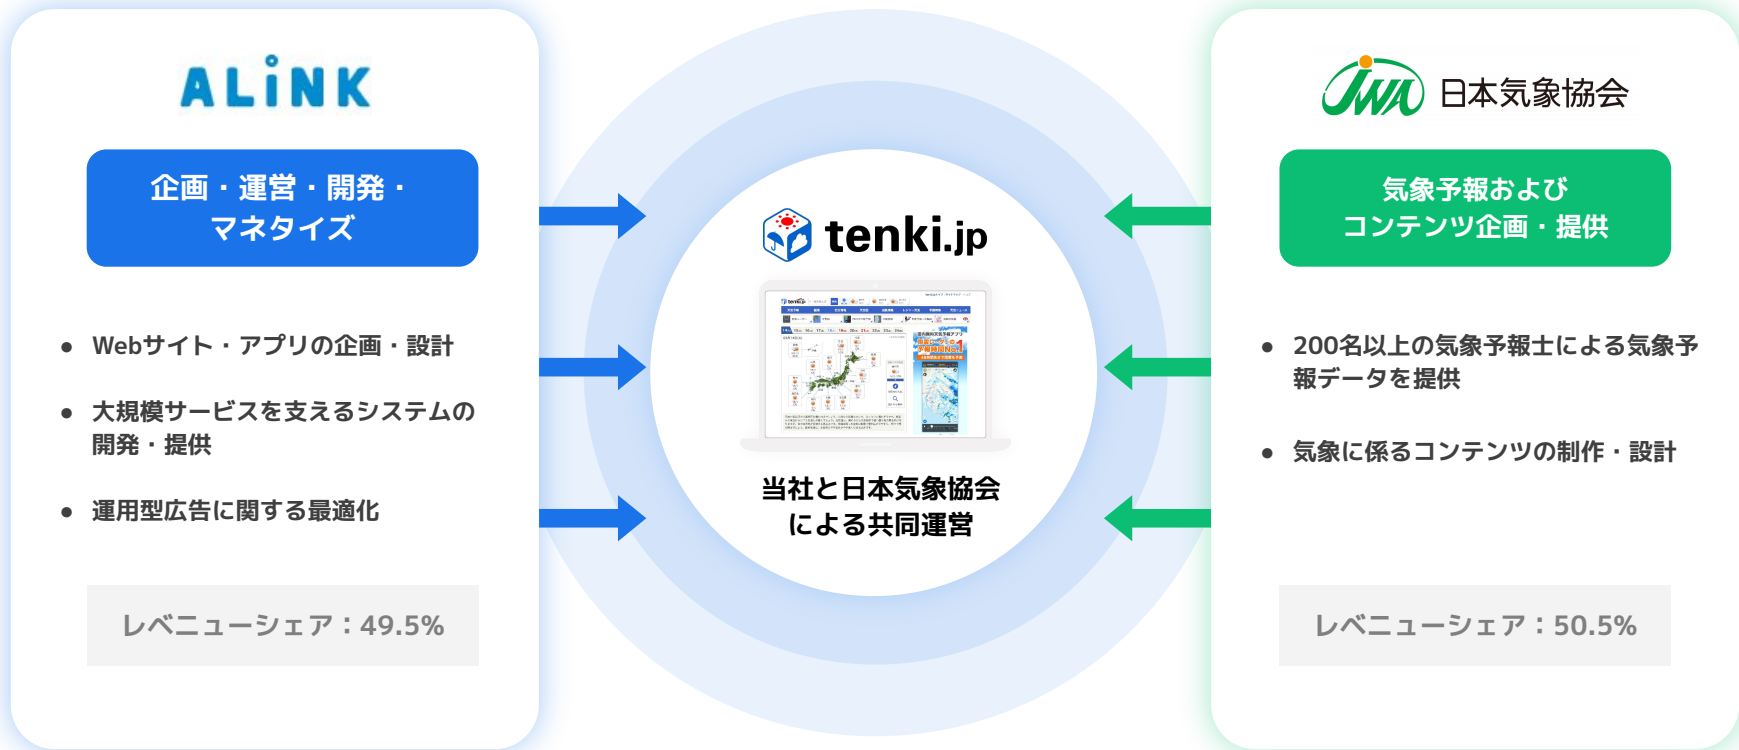 ALiNK
企画・運営・開発・
マネタイズ
● Webサイト・アプリの企画・設計
● 大規模サービスを支えるシステムの
開発・提供
● 運用型広告に関する最適化
レベニューシェア：49.5%
tenki.jp
当社と日本気象協会
による共同運営
JWA 日本気象協会
気象予報および
コンテンツ企画・提供
● 200名以上の気象予報士による気象予
報データを提供
● 気象に係るコンテンツの制作・設計
レベニューシェア：50.5%